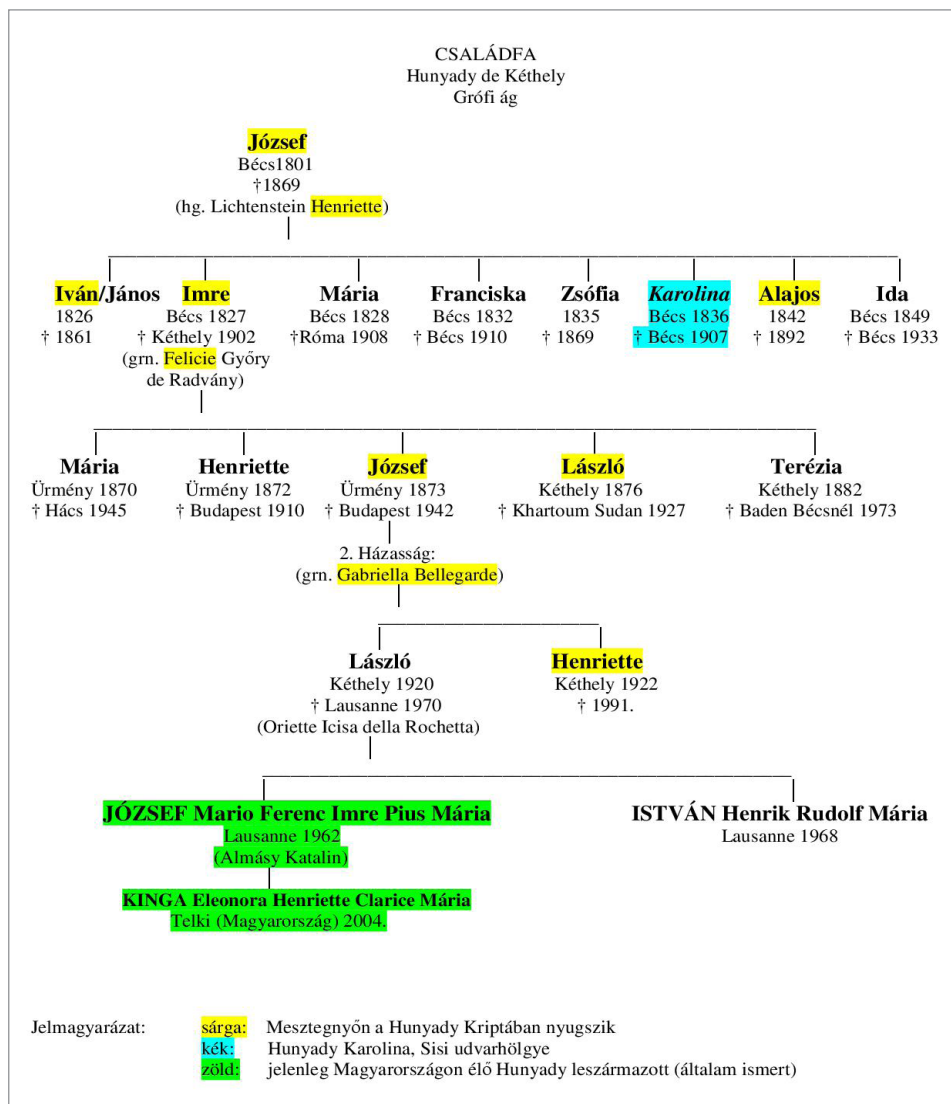 CSALÁDFA
Hunyady de Kéthely
Grófi ág
József
Bécs1801
†1869
(hg. Lichtenstein Henriette)
Iván/János Imre Mária Franciska Zsófia Karolina Alajos Ida
1826 Bécs 1827 Bécs 1828 Bécs 1832 1835 Bécs 1836 1842 Bécs 1849
† 1861 † Kéthely 1902 †Róma 1908 † Bécs 1910 † 1869 † Bécs 1907 † 1892 † Bécs 1933
(grn. Felicie Győry
de Radvány)
Mária Henriette József László Terézia
Ürmény 1870 Ürmény 1872 Ürmény 1873 Kéthely 1876 Kéthely 1882
† Hács 1945 † Budapest 1910 † Budapest 1942 † Khartoum Sudan 1927 † Baden Bécsnél 1973
2. Házasság:
(grn. Gabriella Bellegarde)
László Henriette
Kéthely 1920 Kéthely 1922
† Lausanne 1970 † 1991.
(Oriette Icisa della Rochetta)
JÓZSEF Mario Ferenc Imre Pius Mária ISTVÁN Henrik Rudolf Mária
Lausanne 1962 Lausanne 1968
(Almásy Katalin)
KINGA Eleonora Henriette Clarice Mária
Telki (Magyarország) 2004.
Jelmagyarázat: sárga: Mesztegnyőn a Hunyady Kriptában nyugszik
kék: Hunyady Karolina, Sisi udvarhölgye
zöld: jelenleg Magyarországon élő Hunyady leszármazott (általam ismert)